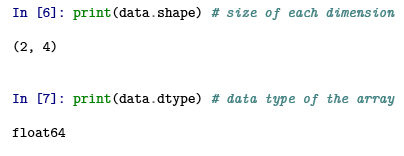 In [6]: print(data.shape) # size of each dimension
(2, 4)
In [7]: print(data.dtype) # data type of the array
float64